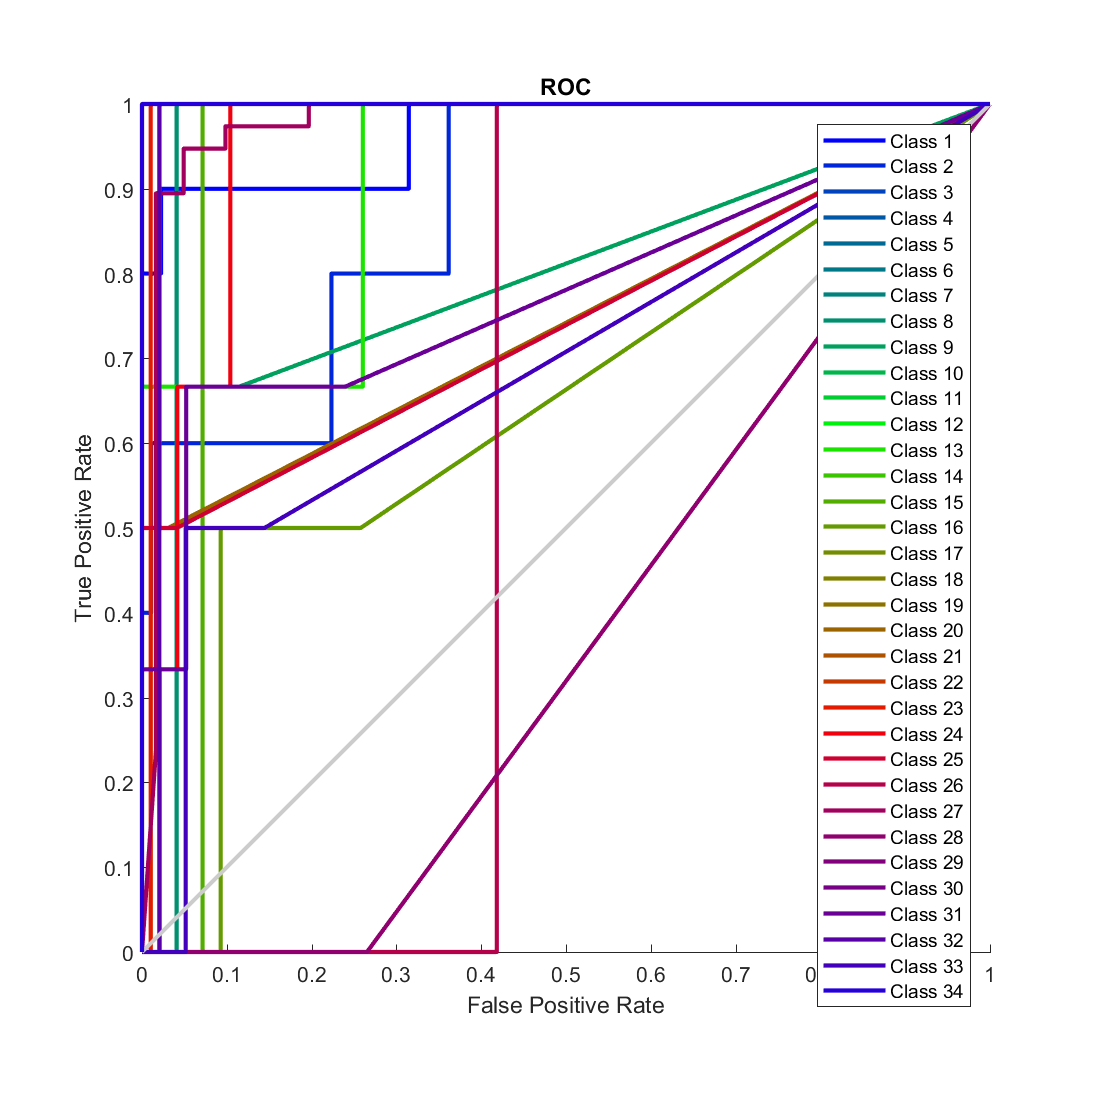 ROC
True Positive Rate
1
0.9
0.8
0.7
0.6
0.5
0.4
0.3
0.2
0.1
0
0 0.1 0.2 0.3 0.4 0.5 0.6 0.7 1
False Positive Rate
Class 1
Class 2
Class 3
Class 4
Class 5
Class 6
Class 7
Class 8
Class 9
Class 10
Class 11
Class 12
Class 13
Class 14
Class 15
Class 16
Class 17
Class 18
Class 19
Class 20
Class 21
Class 22
Class 23
Class 24
Class 25
Class 26
Class 27
Class 28
Class 29
Class 30
Class 31
Class 32
Class 33
Class 34